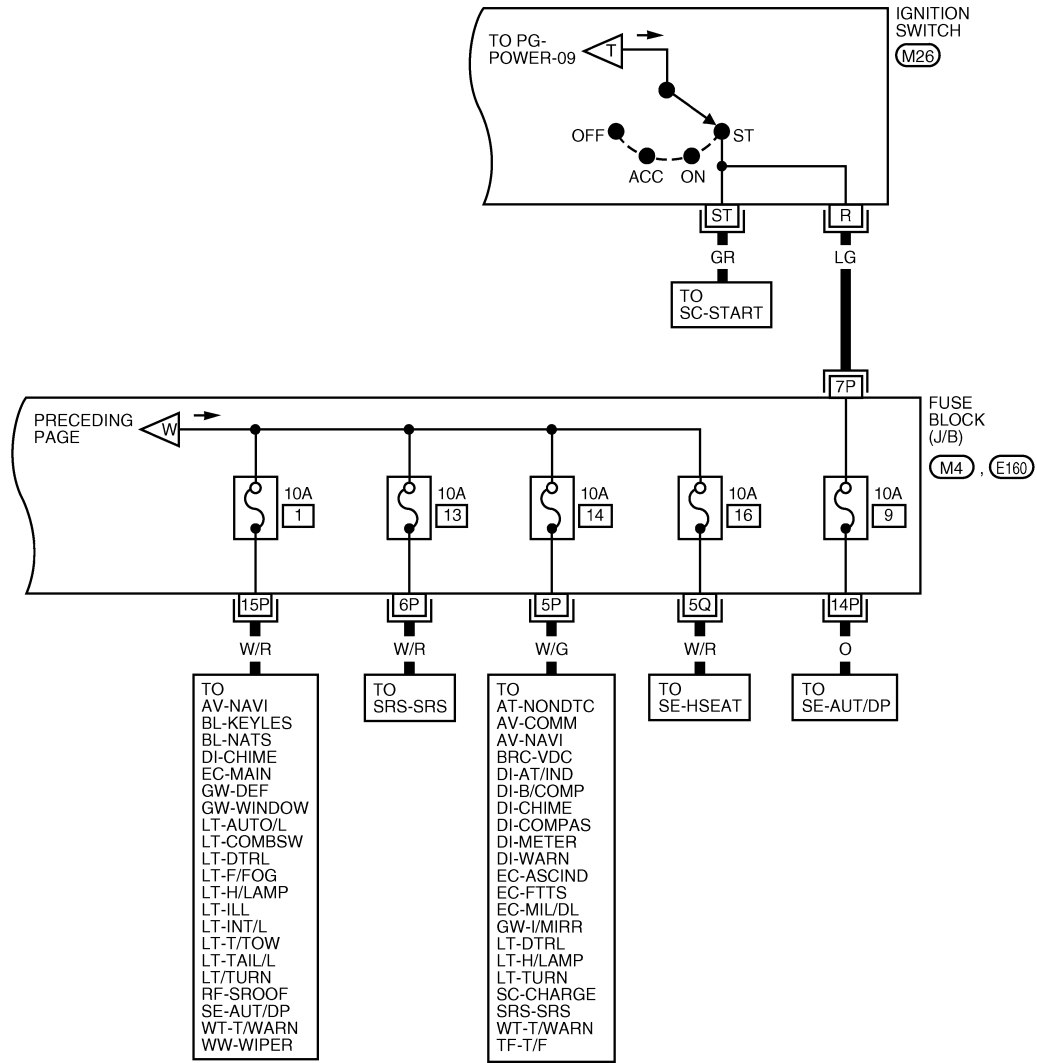 IGNITION
SWITCH
M26
TO PG-
POWER-09
T
OFF
ST
ACC
ON
ST
R
GR
LG
TO
SC-START
7P
PRECEDING
PAGE
W
FUSE
BLOCK
(J/B)
M4 , E160
10A
1
10A
13
10A
14
10A
16
10A
9
15P
6P
5P
5Q
14P
W/R
W/R
W/G
W/R
O
TO
AV-NAVI
BL-KEYLES
BL-NATS
DI-CHIME
EC-MAIN
GW-DEF
GW-WINDOW
LT-AUTO/L
LT-COMBSW
LT-DTRL
LT-F/FOG
LT-H/LAMP
LT-ILL
LT-INT/L
LT-T/TOW
LT-TAIL/L
LT/TURN
RF-SROOF
SE-AUT/DP
WT-T/WARN
WW-WIPER
TO
SRS-SRS
TO
AT-NONDTC
AV-COMM
AV-NAVI
BRC-VDC
DI-AT/IND
DI-B/COMP
DI-CHIME
DI-COMPAS
DI-METER
DI-WARN
EC-ASCIND
EC-FTTS
EC-MIL/DL
GW-I/MIRR
LT-DTRL
LT-H/LAMP
LT-TURN
SC-CHARGE
SRS-SRS
WT-T/WARN
TF-T/F
TO
SE-HSEAT
TO
SE-AUT/DP